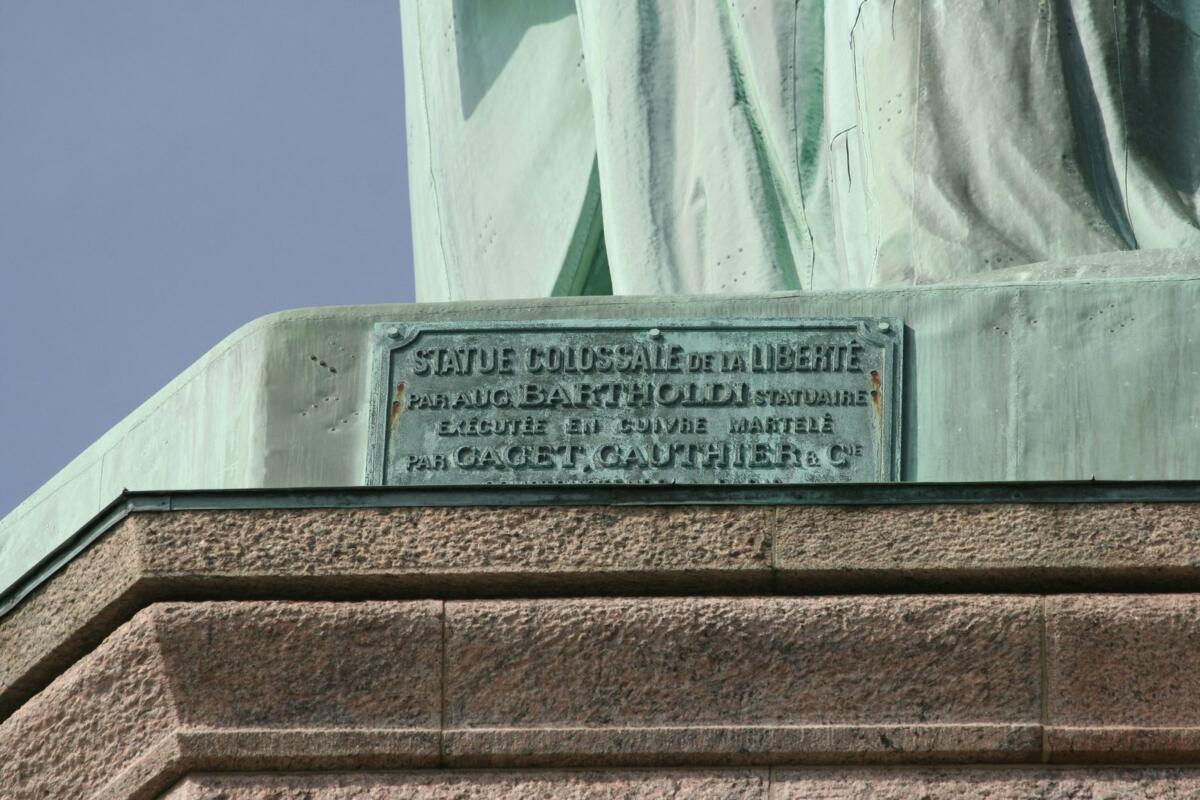 STATUE COLOSSALE DE LA LIBERTÉ
PAR AUG. BARTHOLDI STATUAIRE
EXÉCUTÉE EN CUIVRE MARTELÉ
PAR GAGET, GAUTHIER & CIE